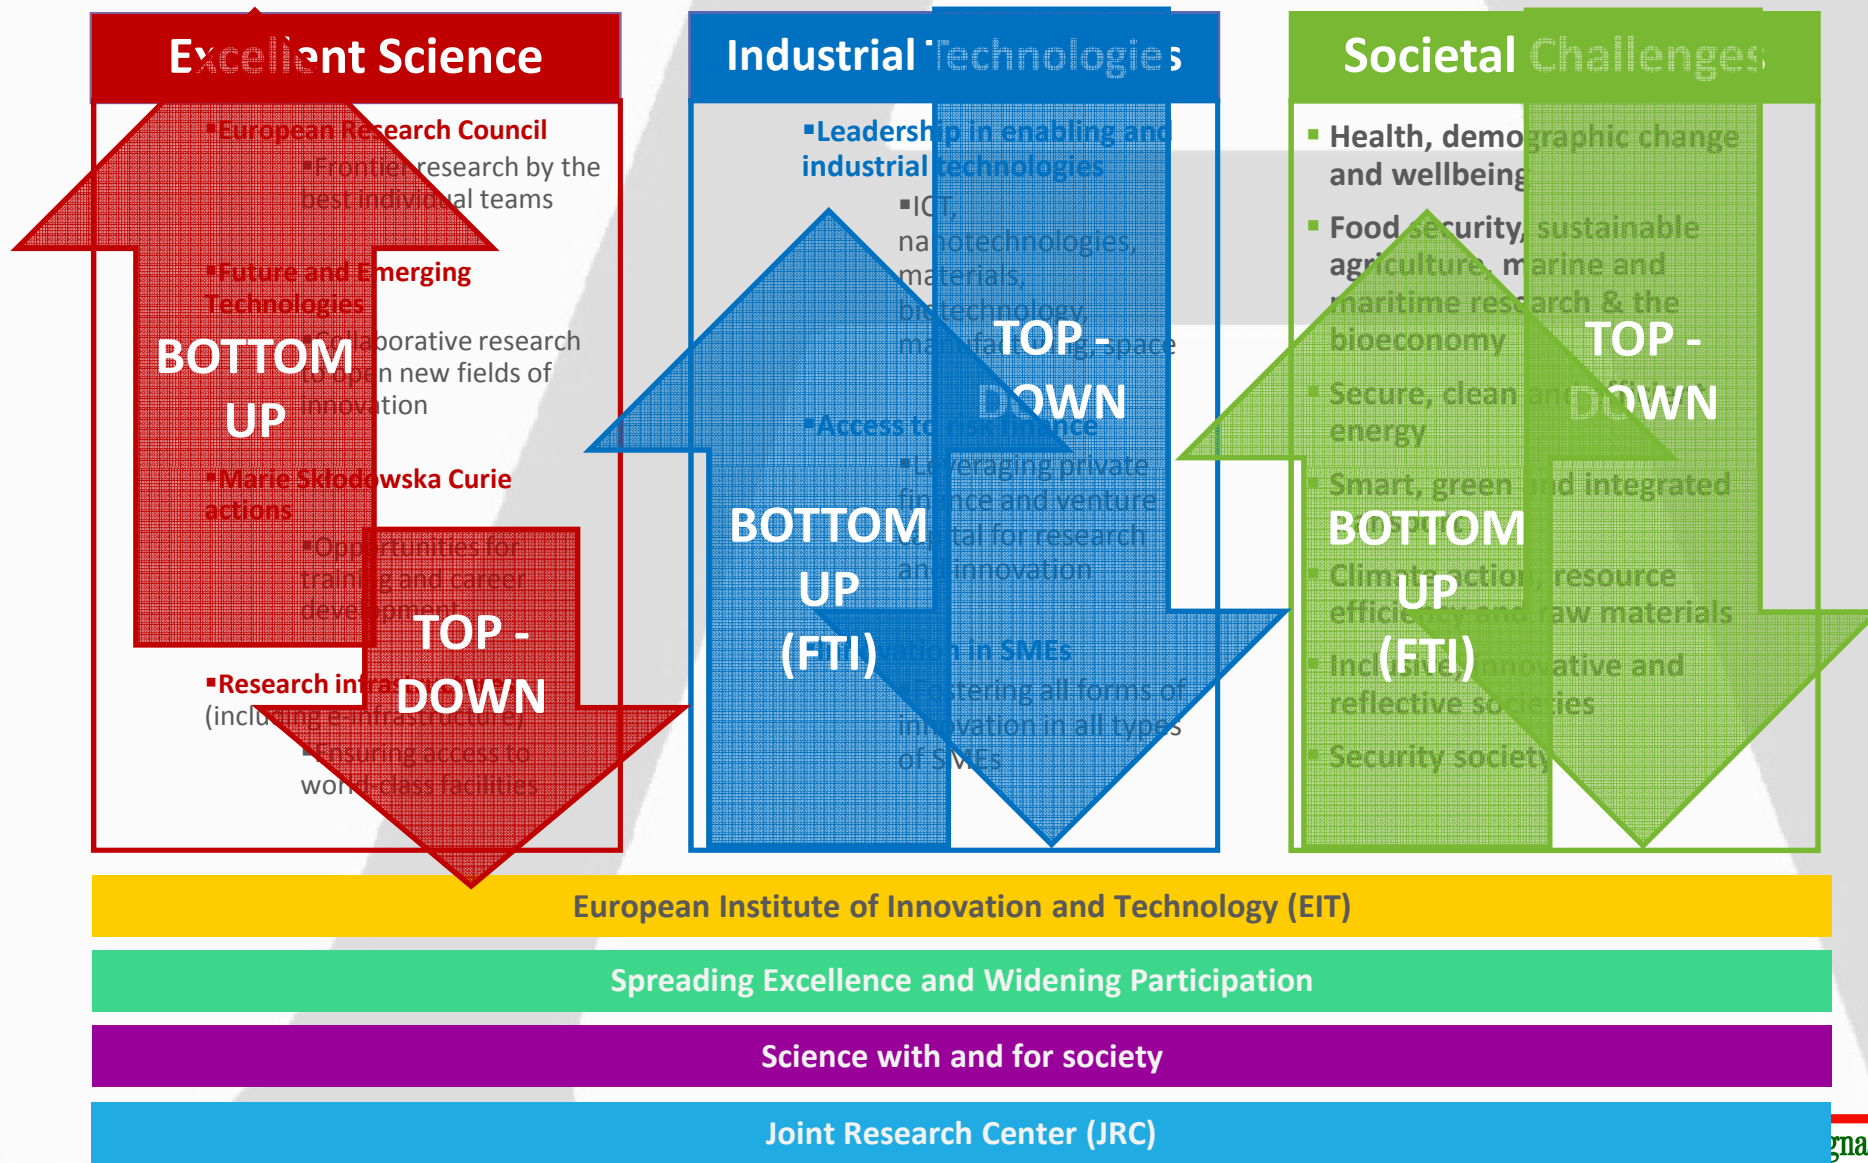 Excellent Science
▪European Research Council
▪Frontier research by the
best individual teams
▪Future and Emerging
Technologies
▪Collaborative research
to open new fields of
innovation
▪Marie Sklodowska Curie
actions
▪Opportunities for
training and career
development
▪Research infrastructure
(including e-infrastructure)
▪Ensuring access to
world-class facilities
BOTTOM
UP
TOP -
DOWN
Industrial Technologies
▪Leadership in enabling and
industrial technologies
▪ICT,
nanotechnologies,
materials,
biotechnology,
manufacturing, space
▪Access to risk finance
▪Leveraging private
finance and venture
capital for research
and innovation
Innovation in SMEs
Fostering all forms of
innovation in all types
of SMEs
BOTTOM
UP
(FTI)
TOP -
DOWN
Societal Challenges
▪ Health, demographic change
and wellbeing
▪ Food security, sustainable
agriculture, marine and
maritime research & the
bioeconomy
▪ Secure, clean and efficient
energy
▪ Smart, green and integrated
▪ Climate action, resource
efficiency and raw materials
▪ Inclusive, innovative and
reflective societies
▪ Security society
BOTTOM
UP
(FTI)
TOP -
DOWN
European Institute of Innovation and Technology (EIT)
Spreading Excellence and Widening Participation
Science with and for society
Joint Research Center (JRC)
gna